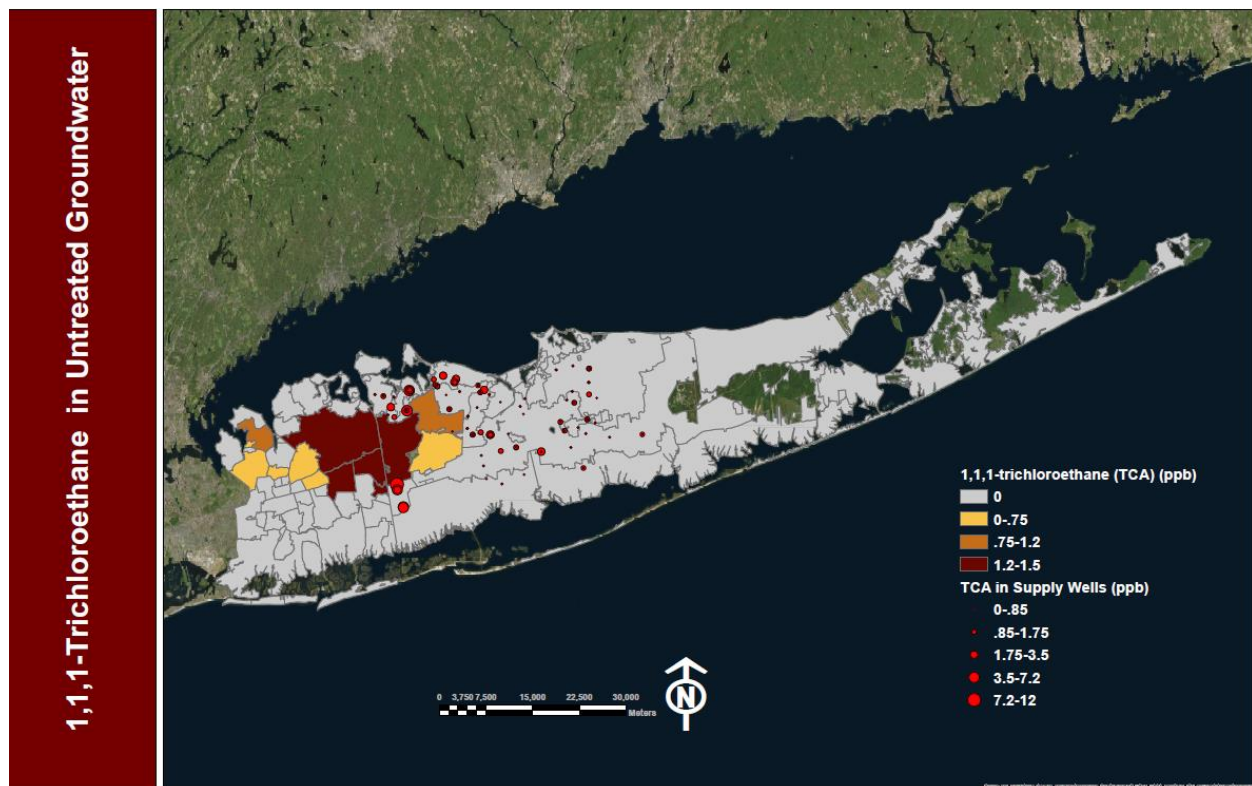 1,1,1-Trichloroethane in Untreated Groundwater
1,1,1-trichloroethane (TCA) (ppb)
0
0-.75
.75-1.2
1.2-1.5
TCA in Supply Wells (ppb)
0-.85
.85-1.75
1.75-3.5
3.5-7.2
7.2-12
0 3,750 7,500 15,000 22,500 30,000
Meters
N